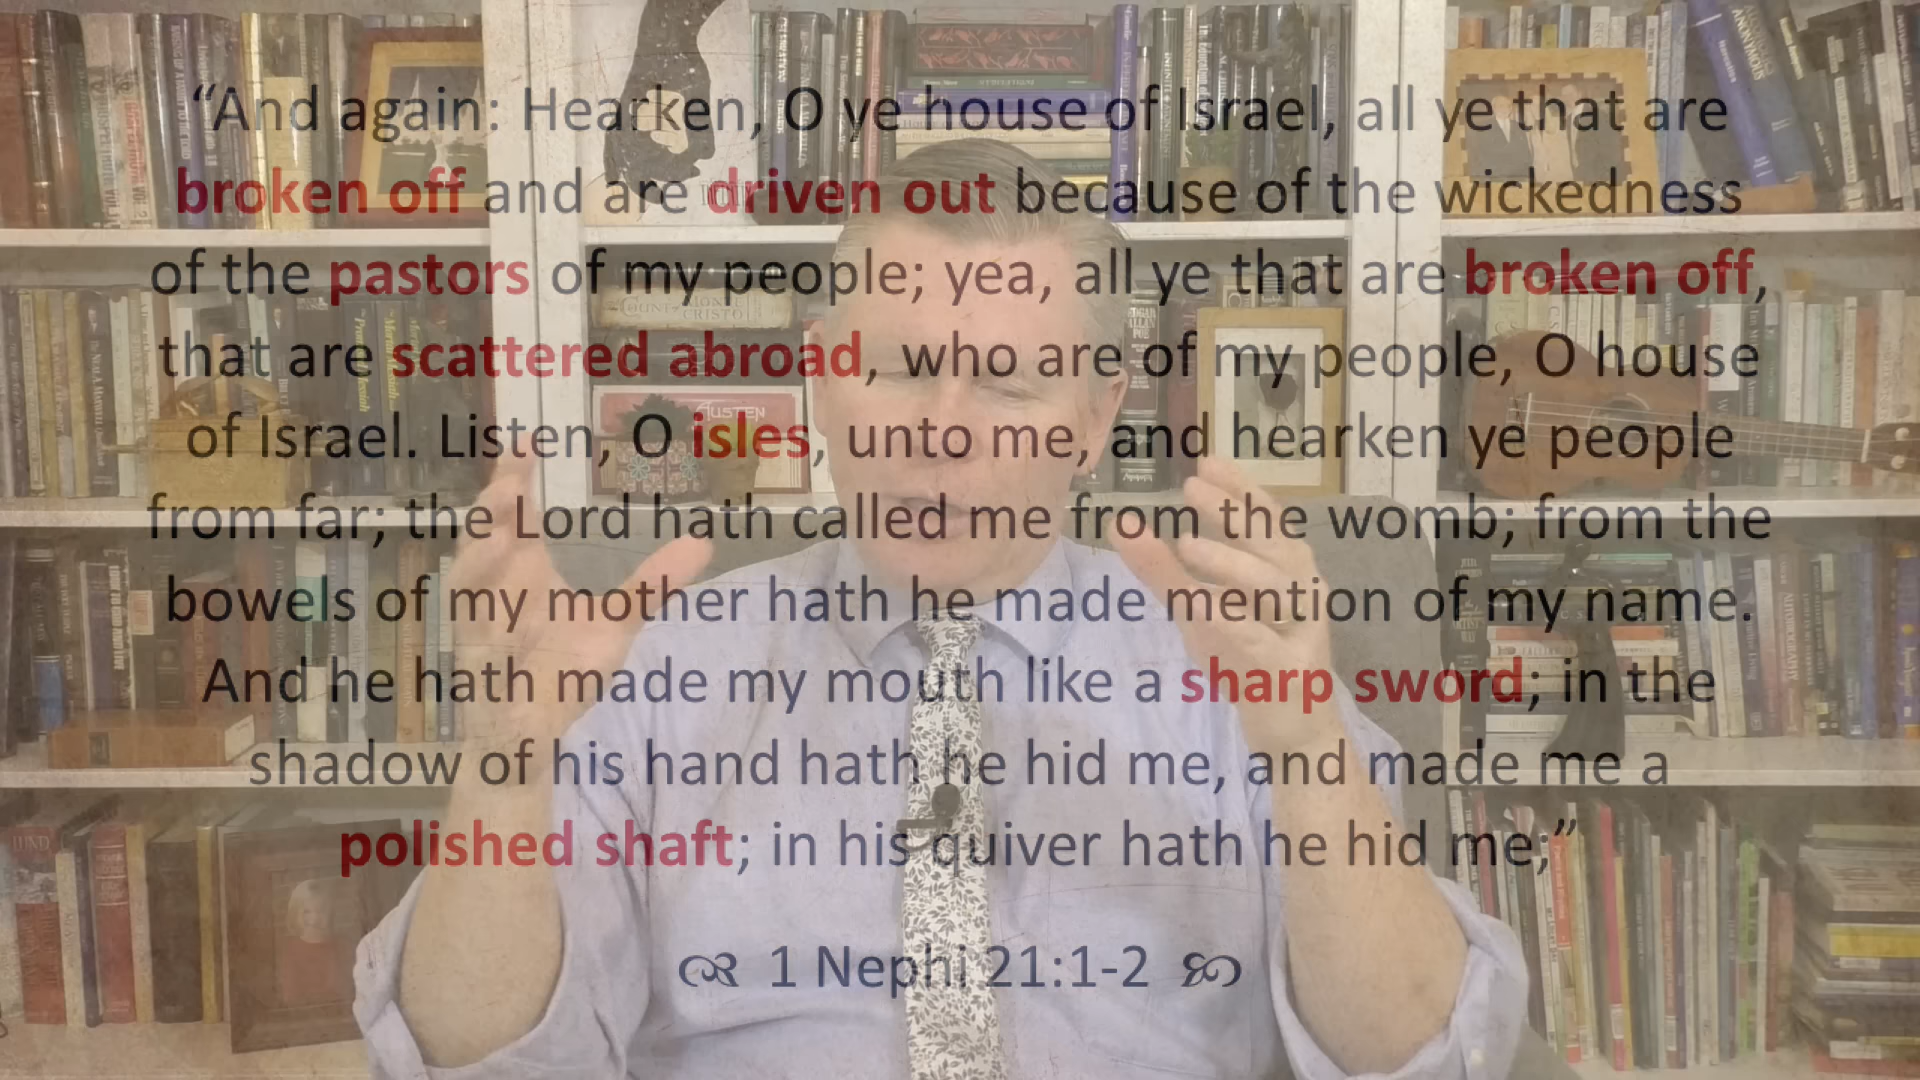 “And again: Hearken, O ye house of Israel, all ye that are
broken off and are driven out because of the wickedness
of the pastors of my people; yea, all ye that are broken off,
that are scattered abroad, who are of my people, O house
of Israel. Listen, O isles, unto me, and hearken ye people
from far; the Lord hath called me from the womb; from the
bowels of my mother hath he made mention of my name.
And he hath made my mouth like a sharp sword; in the
shadow of his hand hath he hid me, and made me a
polished shaft; in his quiver hath he hid me;”
1 Nephi 21:1-2
MONTE
CRISTO
AUSTEN